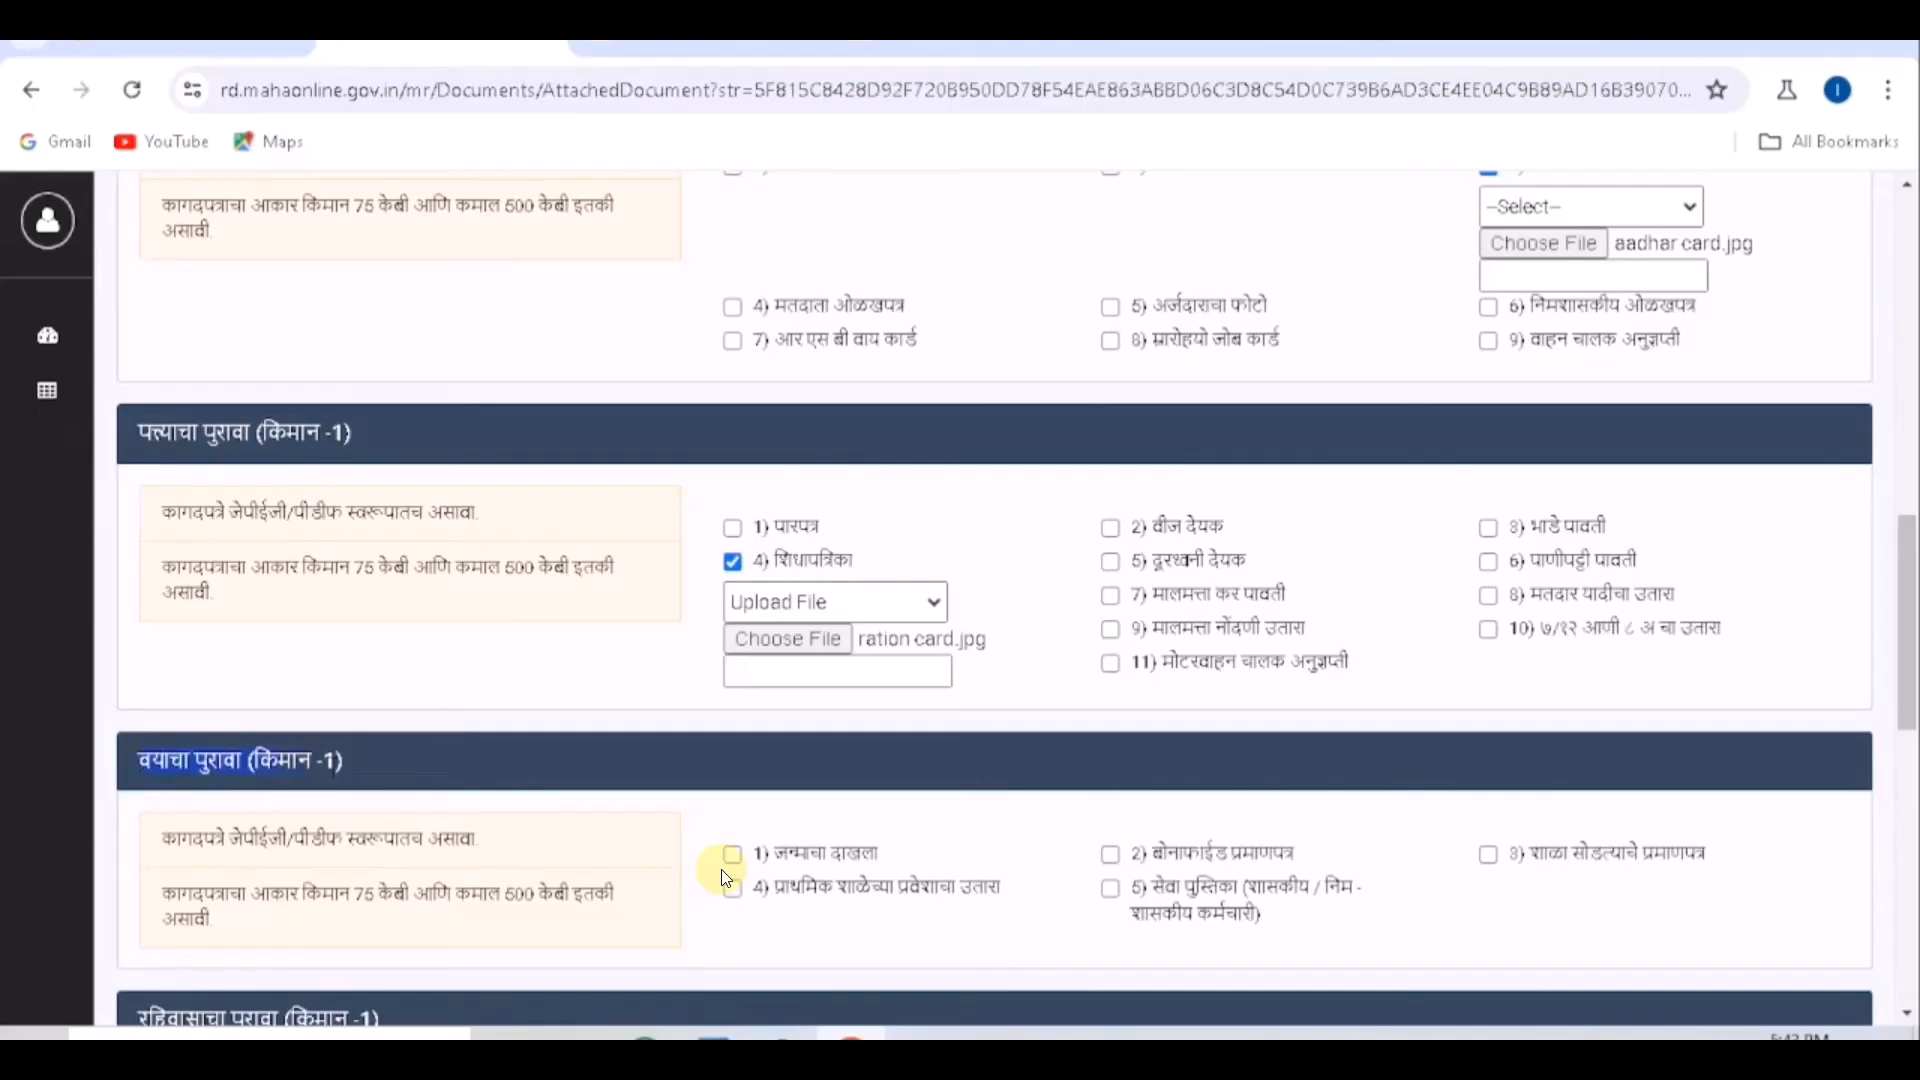 rd.mahaonline.gov.in/mr/Documents/AttachedDocument?str=5F815C8428D92F720B950DD78F54EAE863ABBD06C3D8C54D0C739B6AD3CE4EE04C9B89AD16B39070...
Gmail YouTube Maps All Bookmarks
कागदपत्राचा आकार किमान 75 केबी आणि कमाल 500 केबी इतकी
असावी.
--Select--
Choose File aadhar card.jpg
4) मतदाता ओळखपत्र 5) अर्जदाराचा फोटो 6) निमशासकीय ओळखपत्र
7) आर एस बी वाय कार्ड 8) म्रारोहयो जोब कार्ड 9) वाहन चालक अनुज्ञप्ती
पत्त्याचा पुरावा (किमान -1)
कागदपत्रे जेपीईजी/पीडीफ स्वरूपातच असावा.
कागदपत्राचा आकार किमान 75 केबी आणि कमाल 500 केबी इतकी
असावी.
1) पारपत्र 2) वीज देयक 3) भाडे पावती
4) शिधापत्रिका 5) दूरध्वनी देयक 6) पाणीपट्टी पावती
Upload File 7) मालमत्ता कर पावती 8) मतदार यादीचा उतारा
Choose File ration card.jpg 9) मालमत्ता नोंदणी उतारा 10) ७/१२ आणी ८ अ चा उतारा
11) मोटरवाहन चालक अनुज्ञप्ती
वयाचा पुरावा (किमान -1)
कागदपत्रे जेपीईजी/पीडीफ स्वरूपातच असावा.
कागदपत्राचा आकार किमान 75 केबी आणि कमाल 500 केबी इतकी
असावी.
1) जन्माचा दाखला 2) बोनाफाईड प्रमाणपत्र 3) शाळा सोडल्याचे प्रमाणपत्र
4) प्राथमिक शाळेच्या प्रवेशाचा उतारा 5) सेवा पुस्तिका (शासकीय / निम -
शासकीय कर्मचारी)
रहिवासाचा पुरावा (किमान -1)